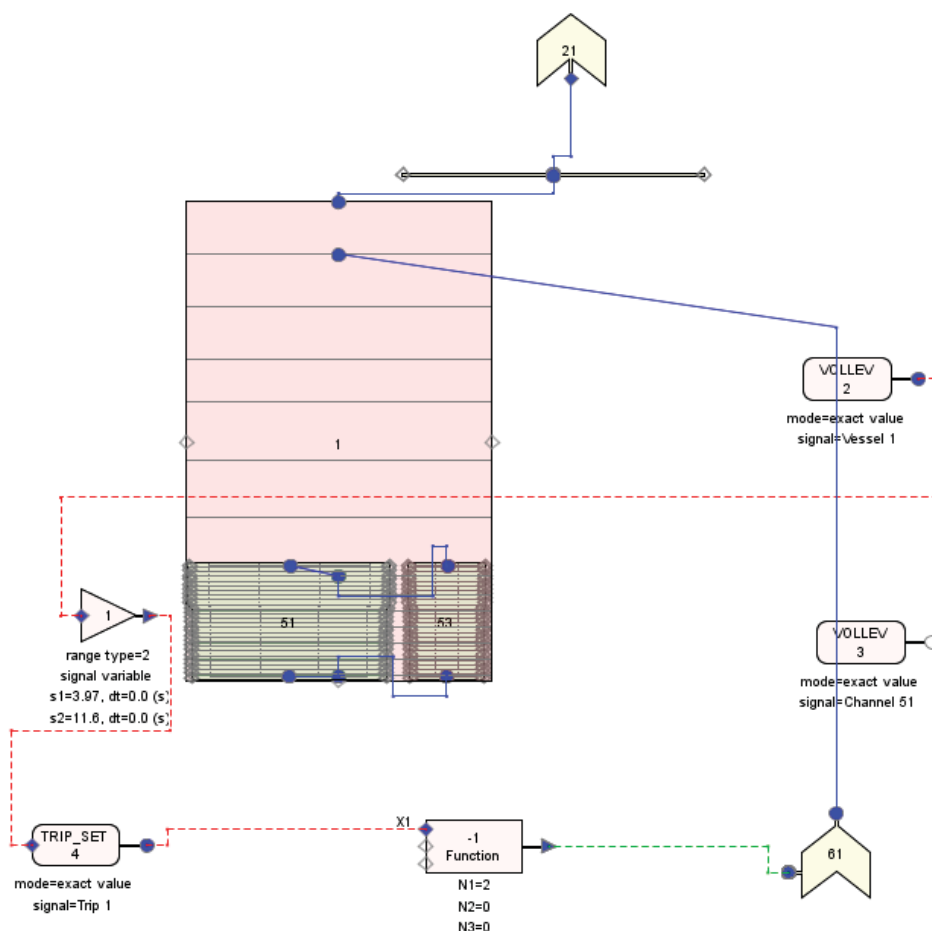 21
1
VOLLEV
2
mode=exact value
signal=Vessel 1
51
53
1
range type=2
signal variable
s1=3.97, dt=0.0 (s)
s2=11.6, dt=0.0 (s)
VOLLEV
3
mode=exact value
signal=Channel 51
TRIP_SET
4
mode=exact value
signal=Trip 1
X1
-1
Function
N1=2
N2=0
N3=0
61